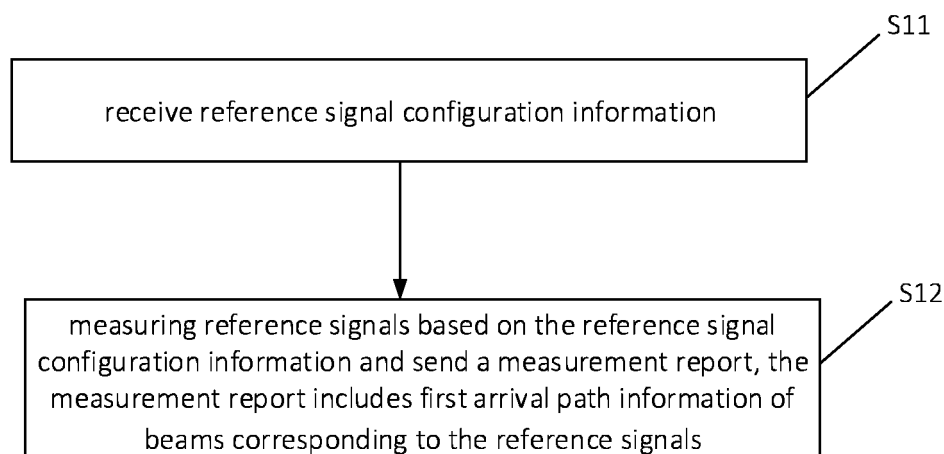 S11
receive reference signal configuration information
S12
measuring reference signals based on the reference signal
configuration information and send a measurement report, the
measurement report includes first arrival path information of
beams corresponding to the reference signals